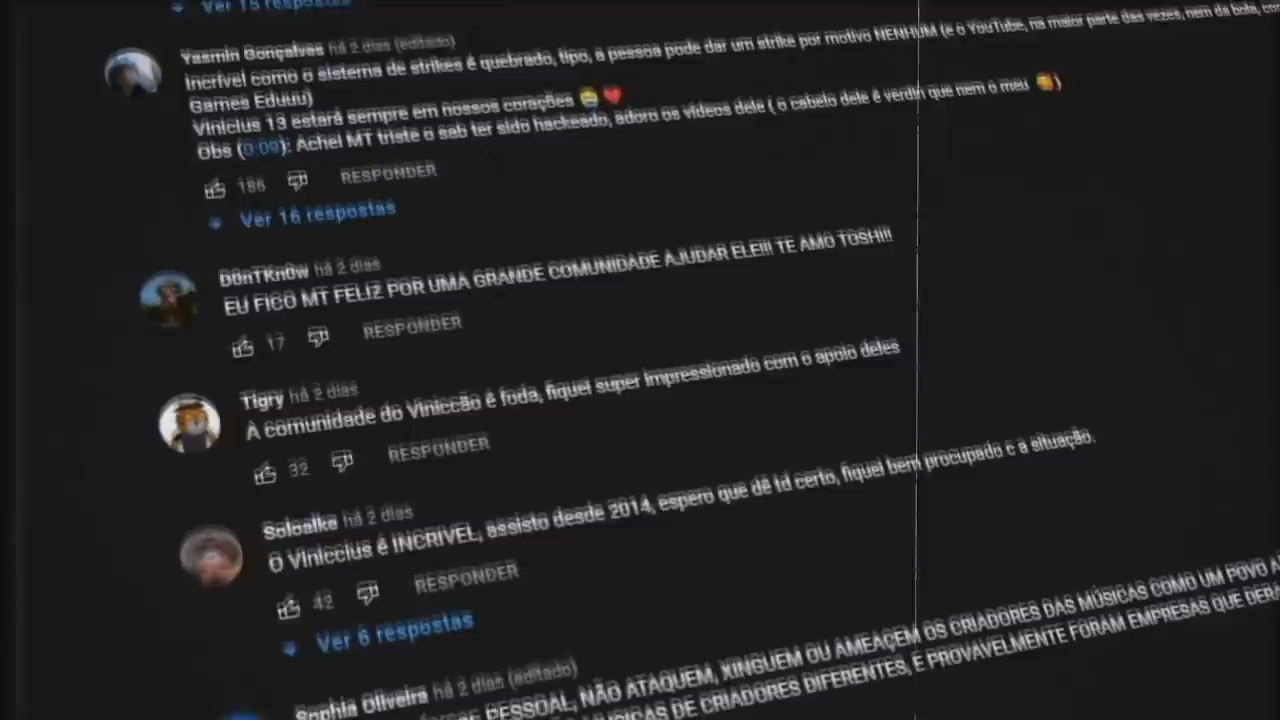 Ver 15 respostas
Yasmin Gonçalves há 2 dias (editado)
Incrível como o sistema de strikes é quebrado, tipo, a pessoa pode dar um strike por motivo NENHUM (e o YouTube, na maior parte das vezes, nem da bola,
Games Eduuu)
Vinicius 13 estará sempre em nossos corações 😂❤️
Obs (0:09): Achei MT triste o sab ter sido hackeado, adoro os vídeos dele ( o cabelo dele é verdin que nem o meu )
186 RESPONDER
Ver 16 respostas
D0nTKn0w há 2 dias
EU FICO MT FELIZ POR UMA GRANDE COMUNIDADE AJUDAR ELE!!! TE AMO TOSHI!!!
17 RESPONDER
Tigry há 2 dias
A comunidade do Viniccão é foda, fiquei super impressionado com o apoio deles
32 RESPONDER
há 2 dias
O Viniccius é INCRIVEL, assisto desde 2014, espero que dê td certo, fiquei bem procupado c a situação.
42 RESPONDER
Ver 6 respostas
Sophia Oliveira há 2 dias (editado)
PESSOAL, NÃO ATAQUEM, XINGUEM OU AMEAÇEM OS CRIADORES DAS MÚSICAS COMO UM POVO
MÚSICAS DE CRIADORES DIFERENTES, E PROVAVELMENTE FORAM EMPRESAS QUE